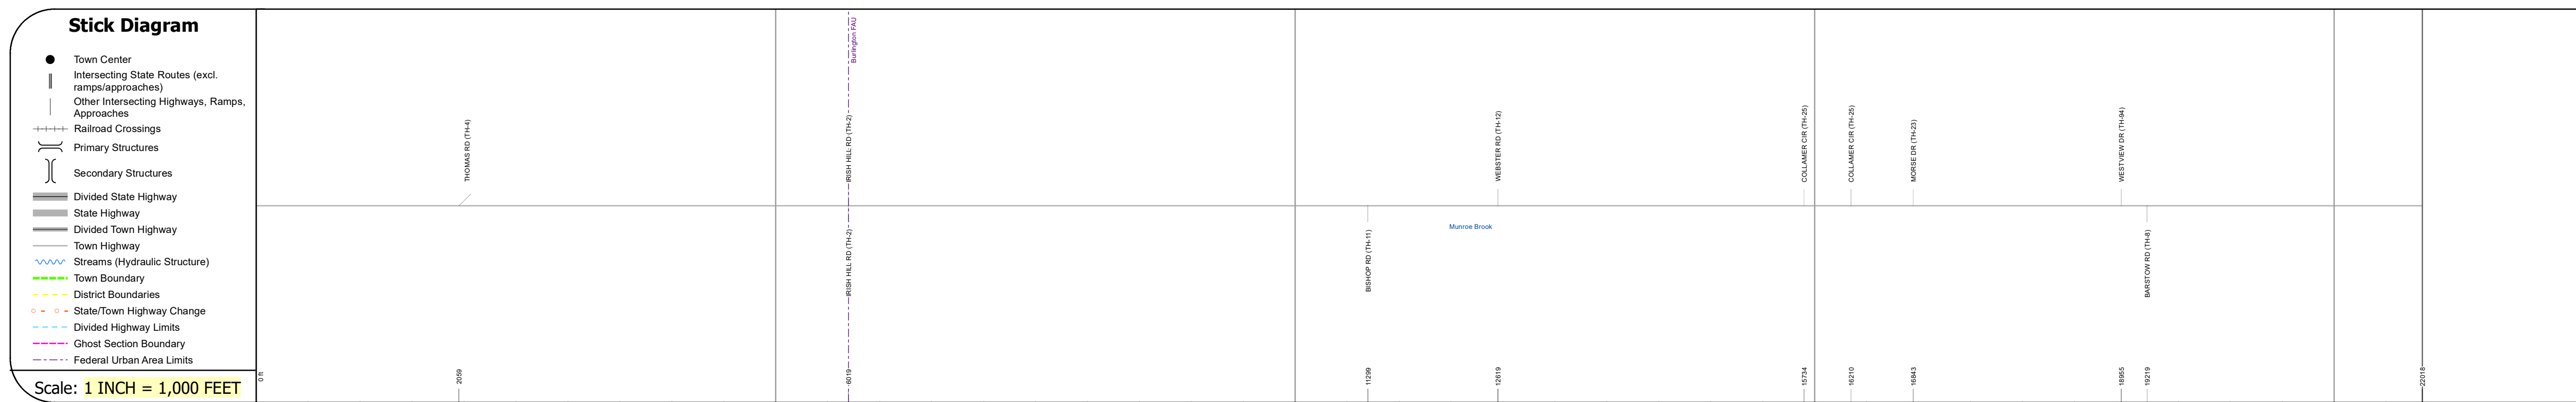 Stick Diagram
Town Center
Intersecting State Routes (excl.
ramps/approaches)
Other Intersecting Highways, Ramps,
Approaches
Railroad Crossings
Primary Structures
Secondary Structures
Divided State Highway
State Highway
Divided Town Highway
Town Highway
Streams (Hydraulic Structure)
Town Boundary
District Boundaries
State/Town Highway Change
Divided Highway Limits
Ghost Section Boundary
Federal Urban Area Limits
Scale: 1 INCH = 1,000 FEET
Burlington FAU
THOMAS RD (TH-4)
IRISH HILL RD (TH-2)
WEBSTER RD (TH-12)
COLLAMER CIR (TH-25)
COLLAMER CIR (TH-25)
MORSE DR (TH-23)
WESTVIEW DR (TH-94)
IRISH HILL RD (TH-2)
BISHOP RD (TH-11)
Munroe Brook
BARSTOW RD (TH-8)
0 ft
2059
6019
11299
12619
15734
16210
16843
18955
19219
22018